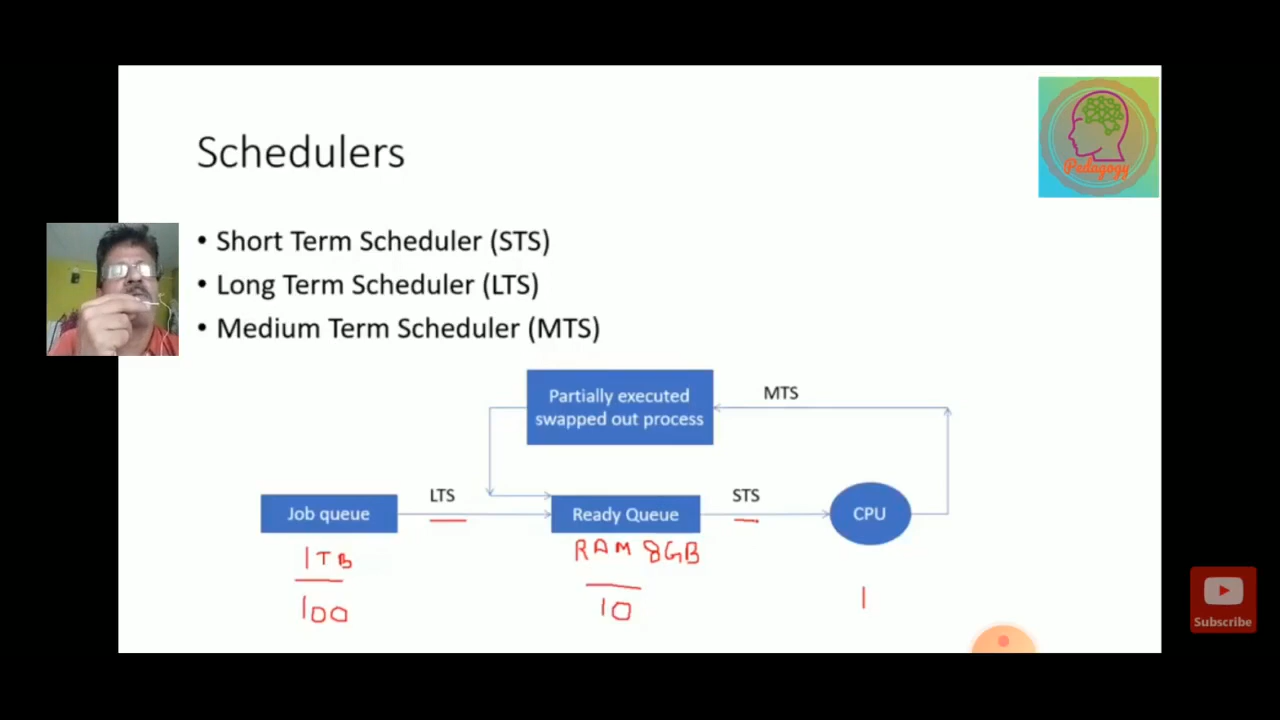 Schedulers
Pedagogy
• Short Term Scheduler (STS)
• Long Term Scheduler (LTS)
• Medium Term Scheduler (MTS)
Partially executed
swapped out process
MTS
LTS
STS
Job queue
Ready Queue
CPU
1TB
RAM 8GB
100
10
1
Subscribe